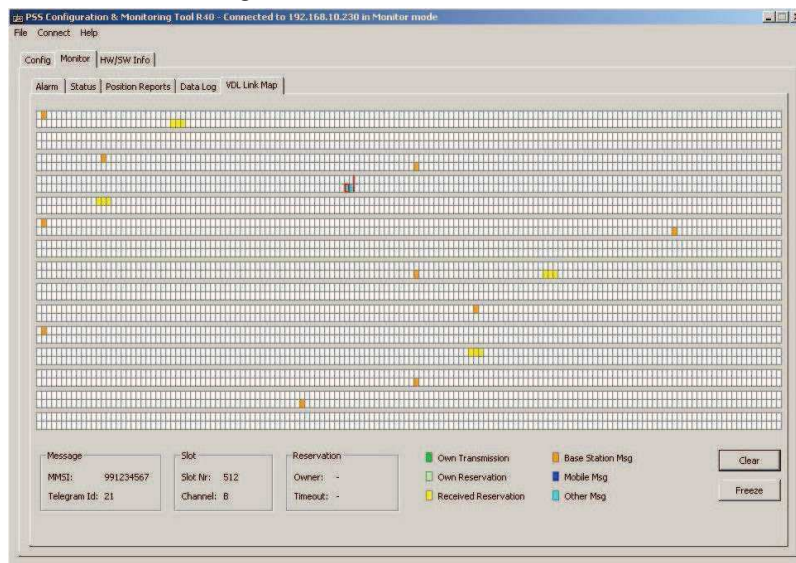 PSS Configuration & Monitoring Tool R40 - Connected to 192.168.10.230 in Monitor mode
File Connect Help
Config Monitor HW/SW Info
Alarm Status Position Reports Data Log VDL Link Map
Message
MMSI: 991234567
Telegram Id: 21
Slot
Slot Nr: 512
Channel: B
Reservation
Owner: -
Timeout: -
Own Transmission
Own Reservation
Received Reservation
Base Station Msg
Mobile Msg
Other Msg
Clear
Freeze